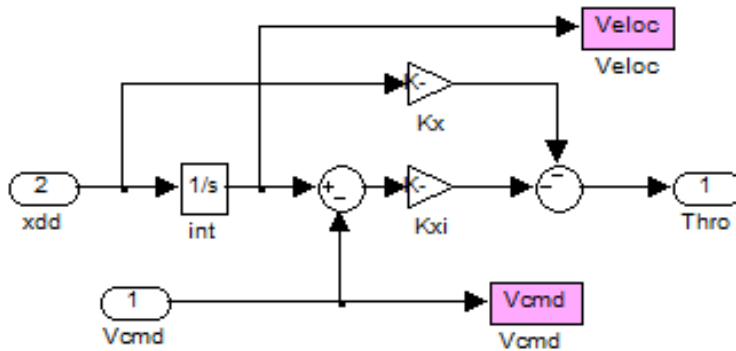 Veloc
Veloc
K-
Kx
2
xdd
1/s
int
+
−
K-
Kxi
−
−
1
Thro
1
Vcmd
Vcmd
Vcmd